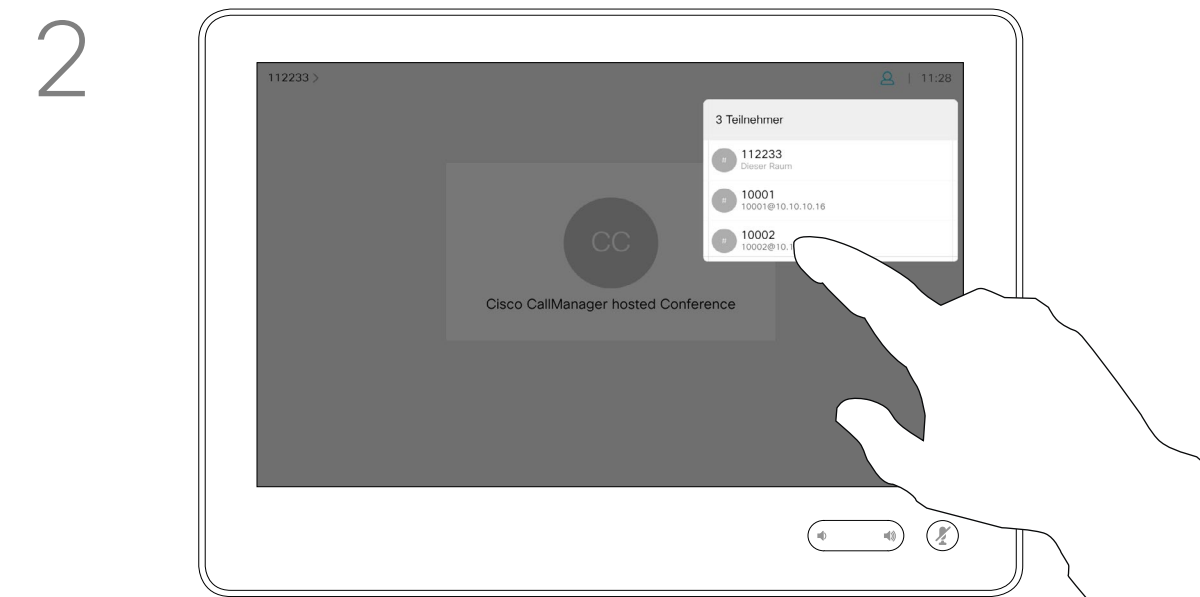 2
112233 >
11:28
3 Teilnehmer
#
112233
Dieser Raum
#
10001
10001@10.10.10.16
#
10002
CC
Cisco CallManager hosted Conference